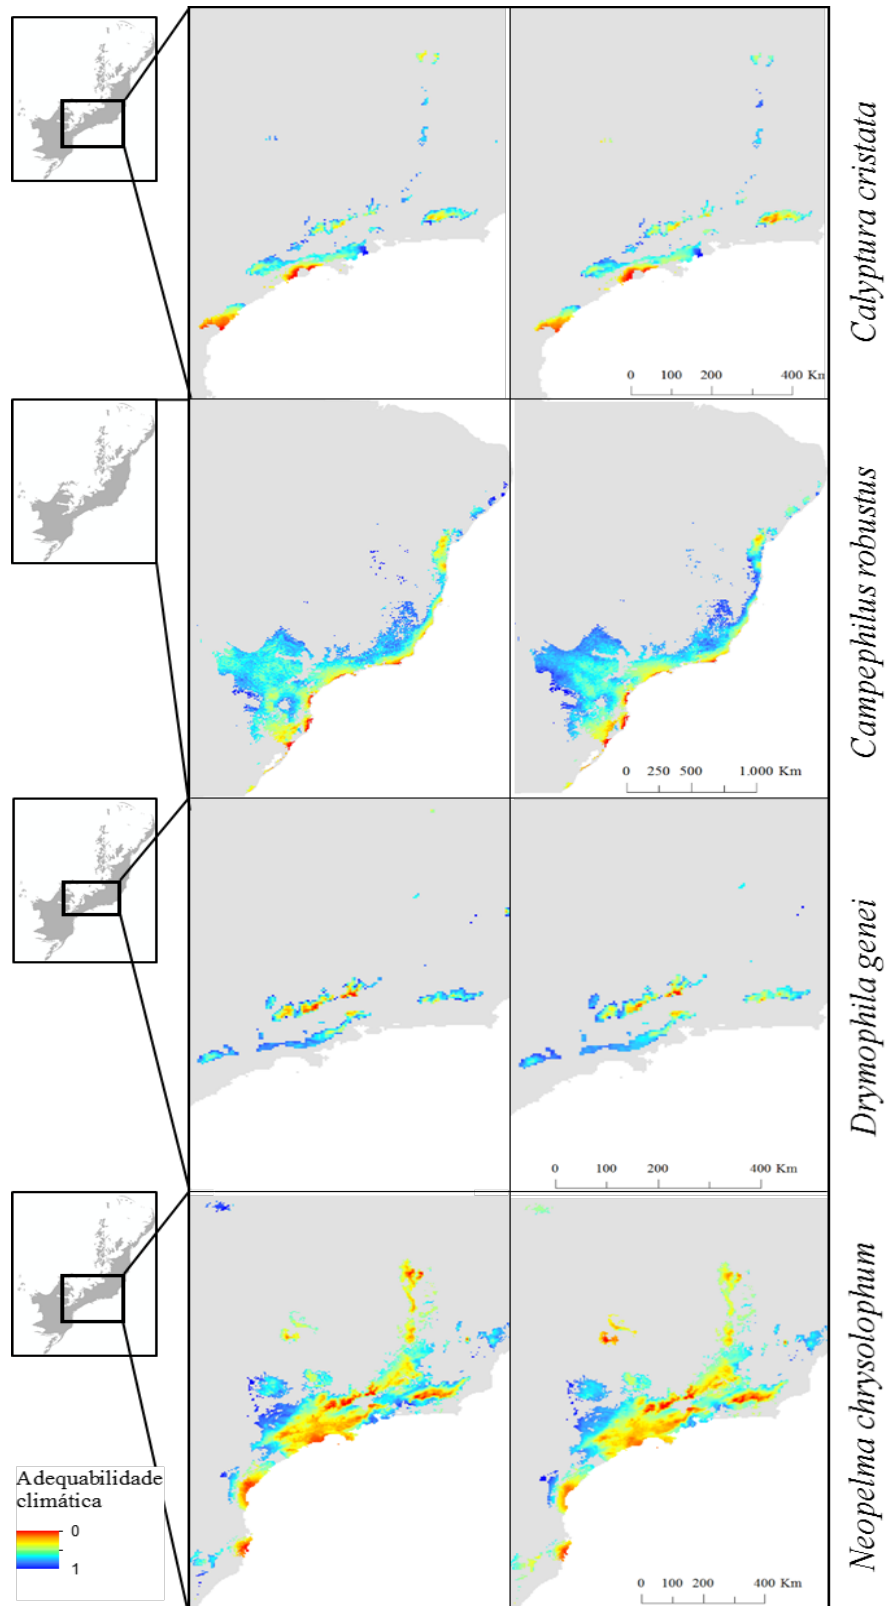 Calyptura cristata
0 100 200 400 Km
Campephilus robustus
0 250 500 1.000 Km
Drymophila genei
0 100 200 400 Km
Neopelma chrysolophum
Adequabilidade
climática
0
1
0 100 200 400 Km